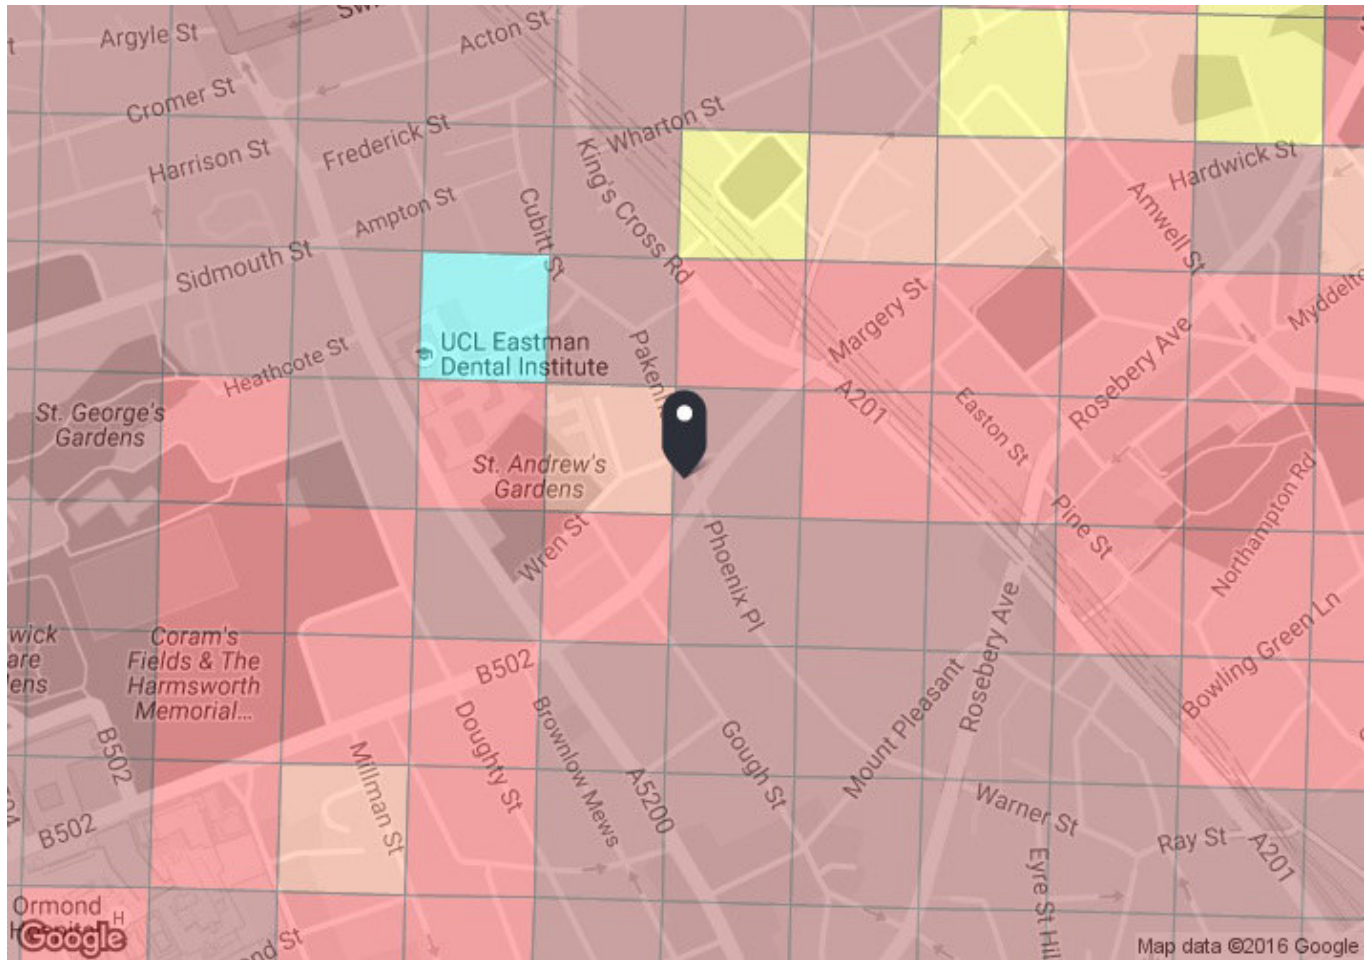 Argyle St
Acton St
Cromer St
Wharton St
Frederick St
Harrison St
Hardwick St
King's Cross Rd
Ampton St
Cubitt St
Amwell St
Sidmouth St
Margery St
UCL Eastman
Dental Institute
Rosebery Ave
Heathcote St
A201
Easton St
St. George's
Gardens
St. Andrew's
Gardens
Northampton Rd
Pine St
Wren St
Phoenix Pl
Bowling Green Ln
Coram's
Fields & The
Harmsworth
Memorial...
B502
Rosebery Ave
Mount Pleasant
B502
Doughty St
Brownlow Mews
Gough St
Millman St
A5200
Warner St
B502
Ray St
A201
Ormond
H
Google
Map data ©2016 Google